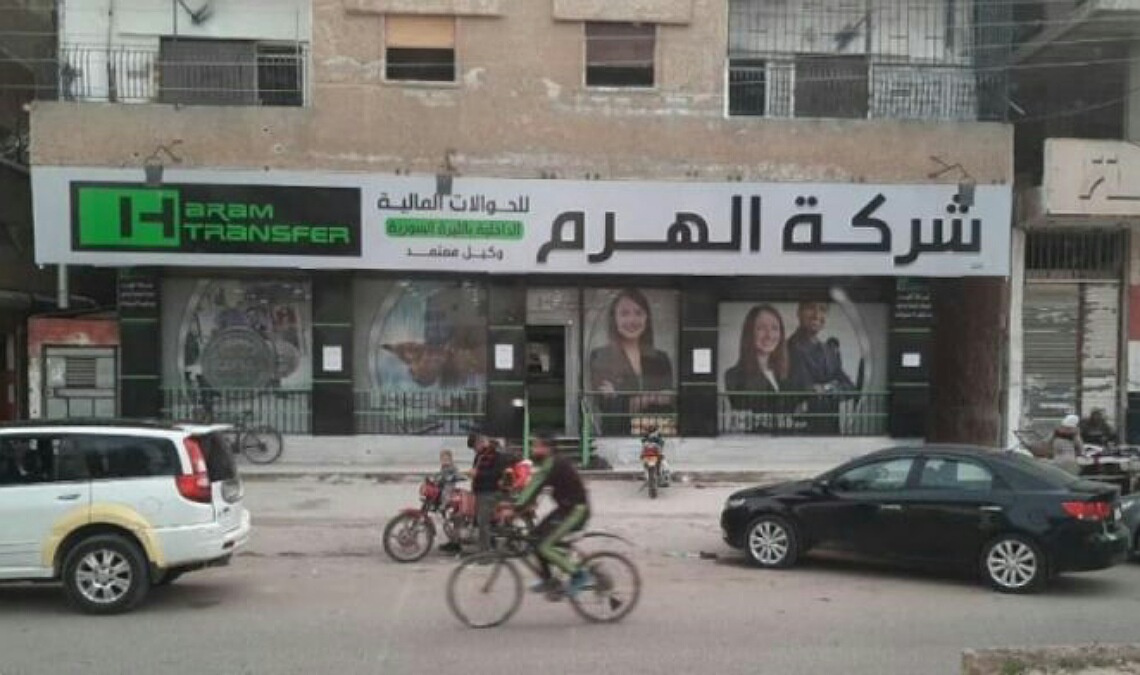 شركة الهرم
للحوالات المالية
الداخلية بالليرة السورية
وكيل معتمد
H
HARAM
TRANSFER